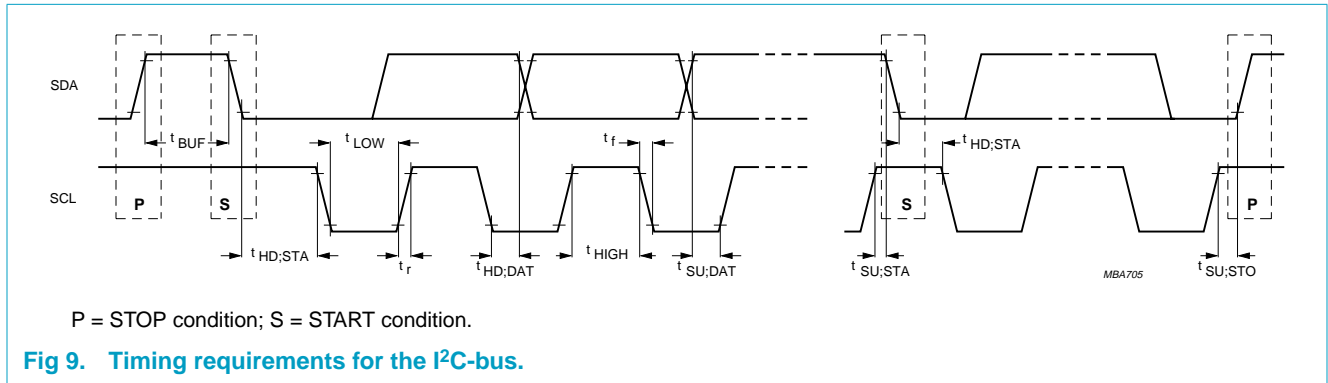 SDA
t BUF
t LOW
t f
t HD;STA
SCL
P
S
S
P
t HD;STA
t r
t HD;DAT
t HIGH
t SU;DAT
t SU;STA
MBA705
t SU;STO
P = STOP condition; S = START condition.
Fig 9. Timing requirements for the I²C-bus.